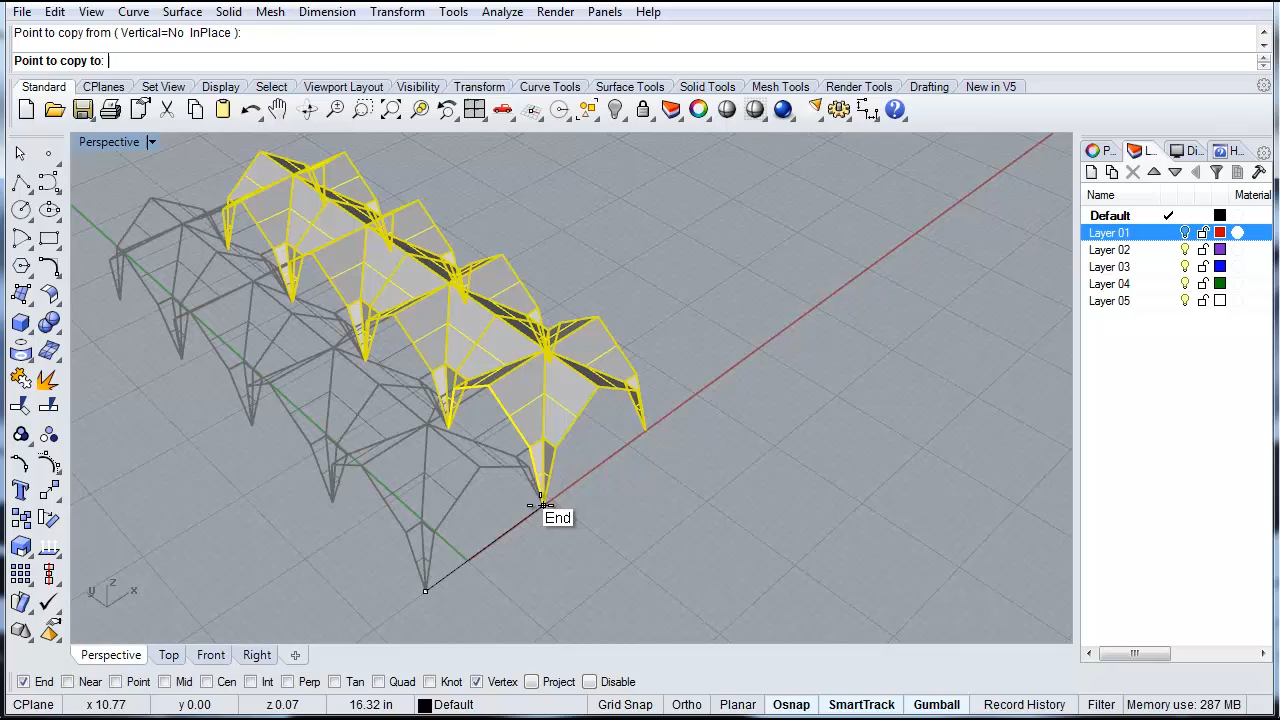 File Edit View Curve Surface Solid Mesh Dimension Transform Tools Analyze Render Panels Help
Point to copy from ( Vertical=No InPlace ):
Point to copy to:
Standard CPlanes Set View Display Select Viewport Layout Visibility Transform Curve Tools Surface Tools Solid Tools Mesh Tools Render Tools Drafting New in V5
Perspective
P... L... Di... H...
Name Material
Default
Layer 01
Layer 02
Layer 03
Layer 04
Layer 05
End
z
y x
Perspective Top Front Right
End Near Point Mid Cen Int Perp Tan Quad Knot Vertex Project Disable
CPlane x 10.77 y 0.00 z 0.07 16.32 in Default Grid Snap Ortho Planar Osnap SmartTrack Gumball Record History Filter Memory use: 287 MB